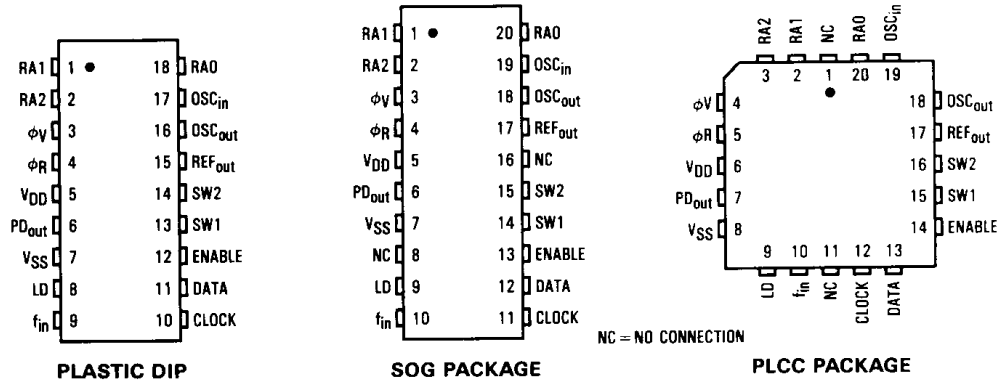 RA1 1 18 RA0
RA2 2 17 OSCin
ϕV 3 16 OSCout
ϕR 4 15 REFout
VDD 5 14 SW2
PDout 6 13 SW1
VSS 7 12 ENABLE
LD 8 11 DATA
fin 9 10 CLOCK
PLASTIC DIP
RA1 1 20 RA0
RA2 2 19 OSCin
ϕV 3 18 OSCout
ϕR 4 17 REFout
VDD 5 16 NC
PDout 6 15 SW2
VSS 7 14 SW1
NC 8 13 ENABLE
LD 9 12 DATA
fin 10 11 CLOCK
SOG PACKAGE
RA2 RA1 NC RA0 OSCin
3 2 1 20 19
ϕV 4 18 OSCout
ϕR 5 17 REFout
VDD 6 16 SW2
PDout 7 15 SW1
VSS 8 14 ENABLE
9 10 11 12 13
LD fin NC CLOCK DATA
NC = NO CONNECTION
PLCC PACKAGE